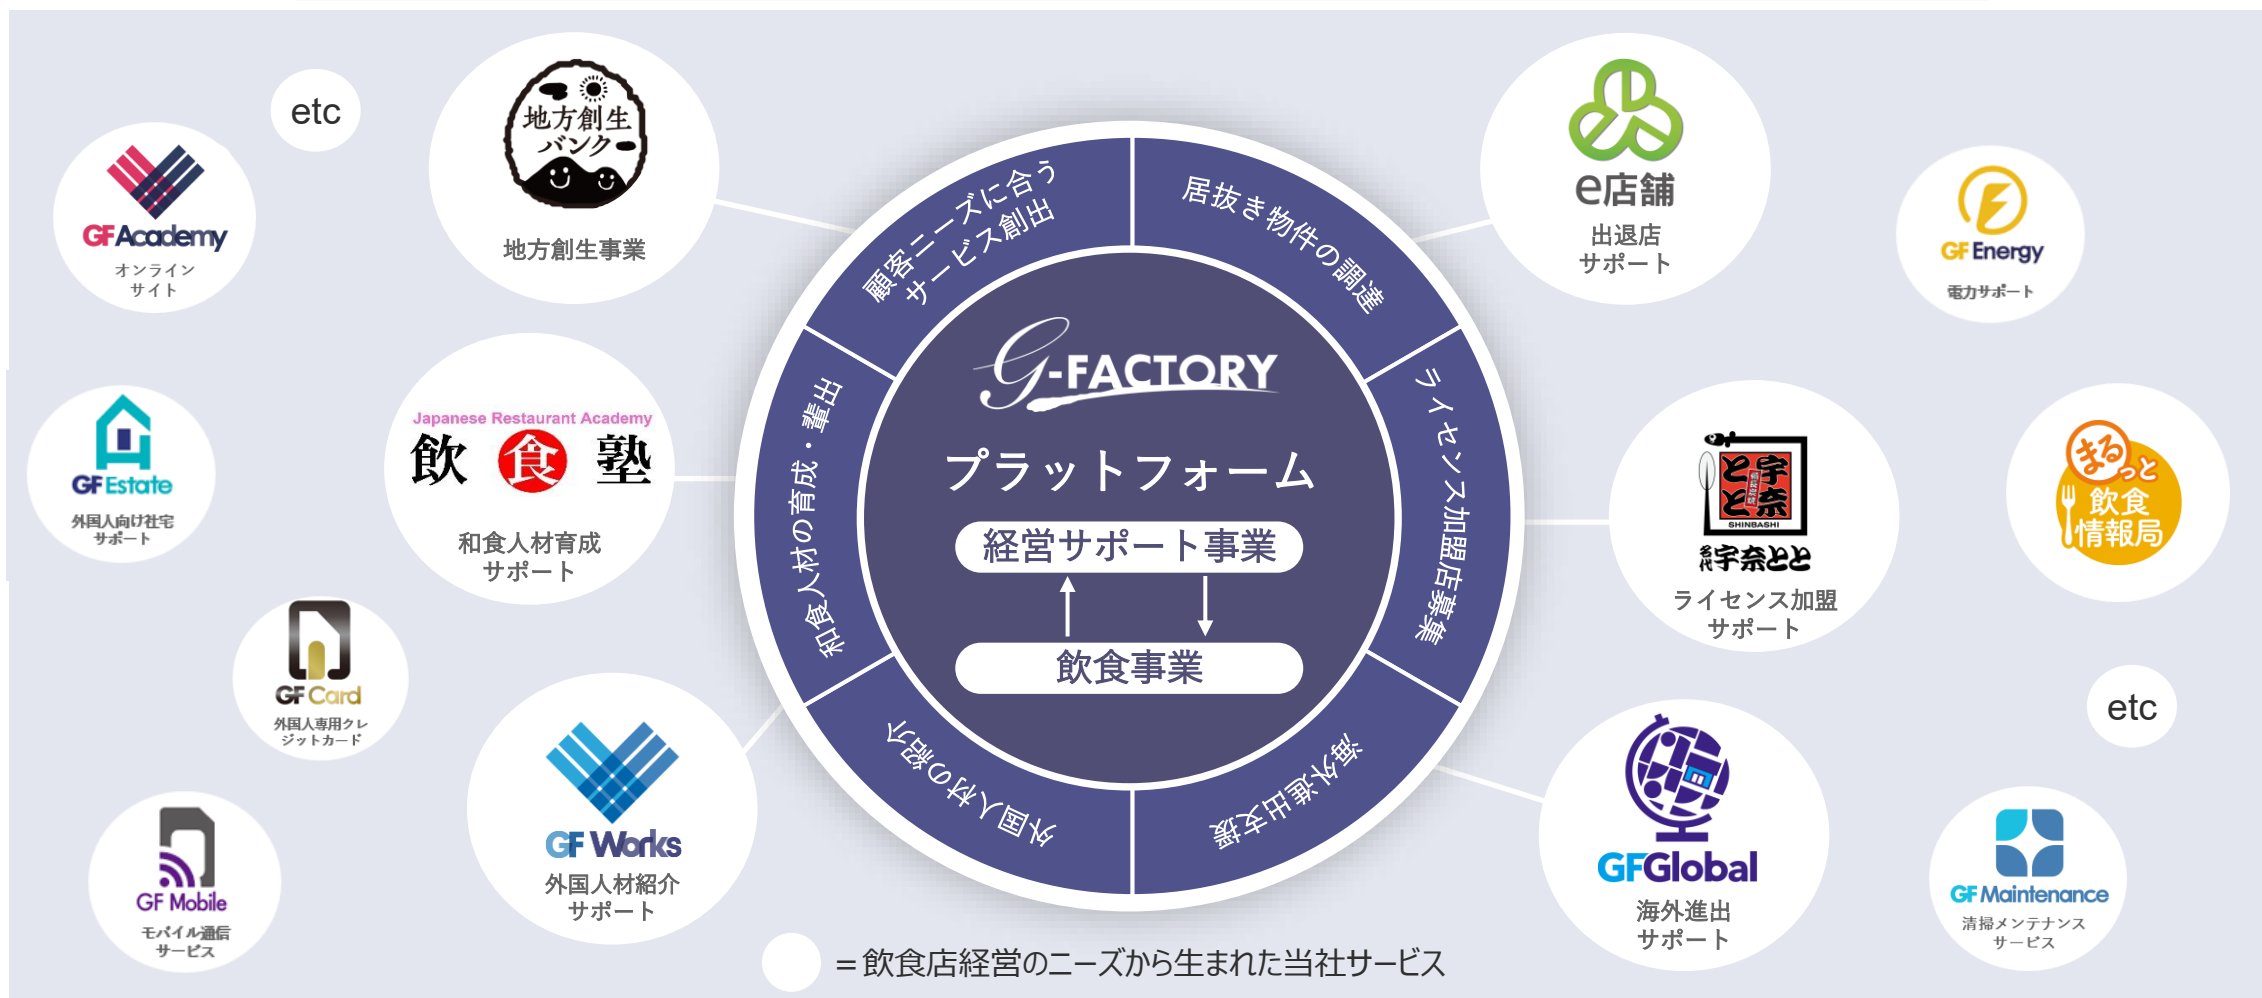 etc
地方創生
バンク
地方創生事業
GF Academy
オンライン
サイト
Japanese Restaurant Academy
飲食塾
和食人材育成
サポート
GF Estate
外国人向け社宅
サポート
GF Card
外国人専用クレ
ジットカード
GF Works
外国人材紹介
サポート
GF Mobile
モバイル通信
サービス
顧客ニーズに合う
サービス創出
居抜き物件の調達
ライセンス加盟店募集
海外進出支援
外国人材の紹介
和食人材の育成・輩出
G-FACTORY
プラットフォーム
経営サポート事業
飲食事業
e店舗
出退店
サポート
GF Energy
電力サポート
宇奈
とと
SHINBASHI
名代 宇奈とと
ライセンス加盟
サポート
まるっと
飲食
情報局
etc
GFGlobal
海外進出
サポート
GF Maintenance
清掃メンテナンス
サービス
＝飲食店経営のニーズから生まれた当社サービス